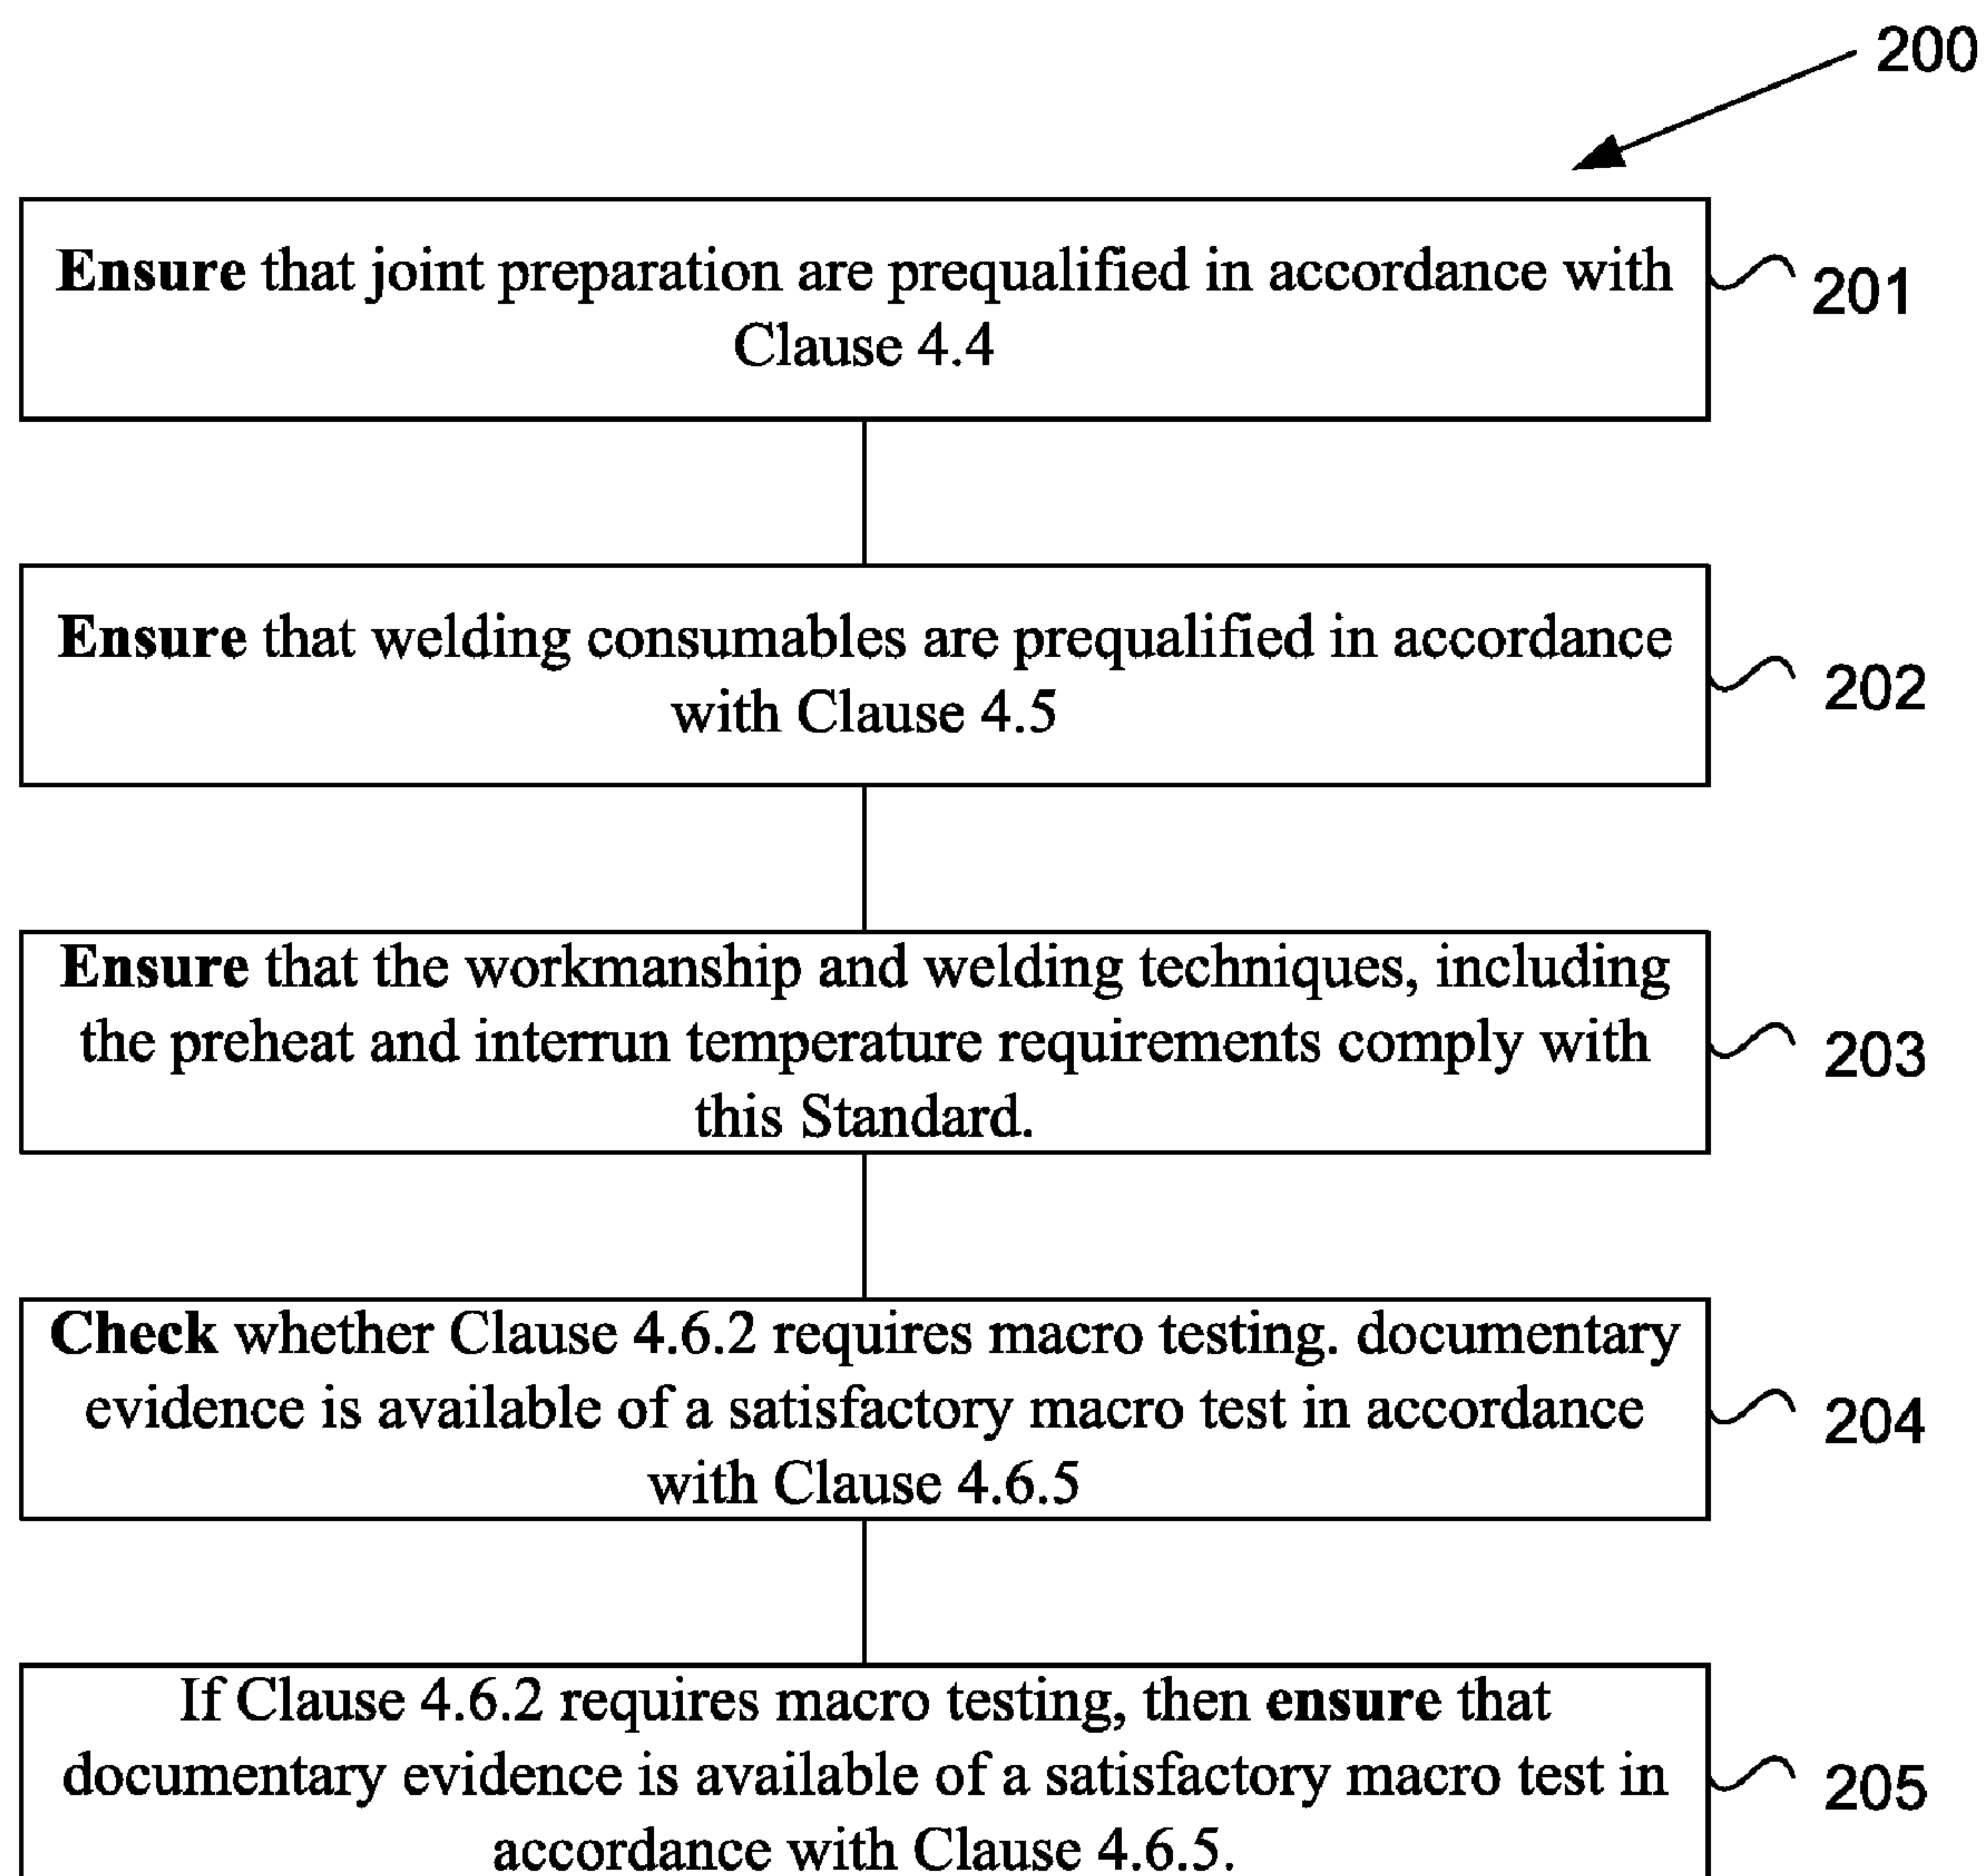 200
Ensure that joint preparation are prequalified in accordance with
Clause 4.4
201
Ensure that welding consumables are prequalified in accordance
with Clause 4.5
202
Ensure that the workmanship and welding techniques, including
the preheat and interrun temperature requirements comply with
this Standard.
203
Check whether Clause 4.6.2 requires macro testing. documentary
evidence is available of a satisfactory macro test in accordance
with Clause 4.6.5
204
If Clause 4.6.2 requires macro testing, then ensure that
documentary evidence is available of a satisfactory macro test in
accordance with Clause 4.6.5.
205